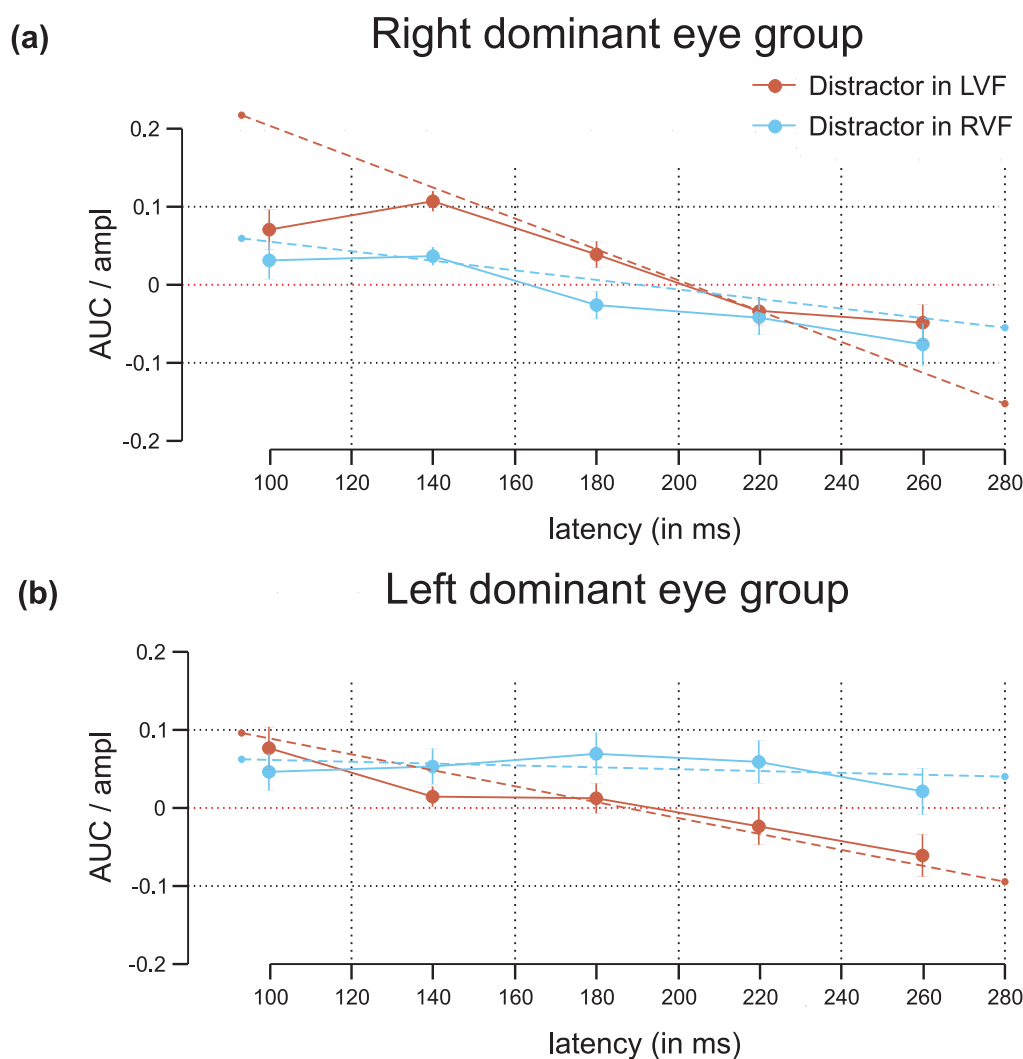 (a)
Right dominant eye group
Distractor in LVF
Distractor in RVF
0.2
0.1
0
-0.1
-0.2
AUC / ampl
100 120 140 160 180 200 220 240 260 280
latency (in ms)
(b)
Left dominant eye group
0.2
0.1
0
-0.1
-0.2
AUC / ampl
100 120 140 160 180 200 220 240 260 280
latency (in ms)